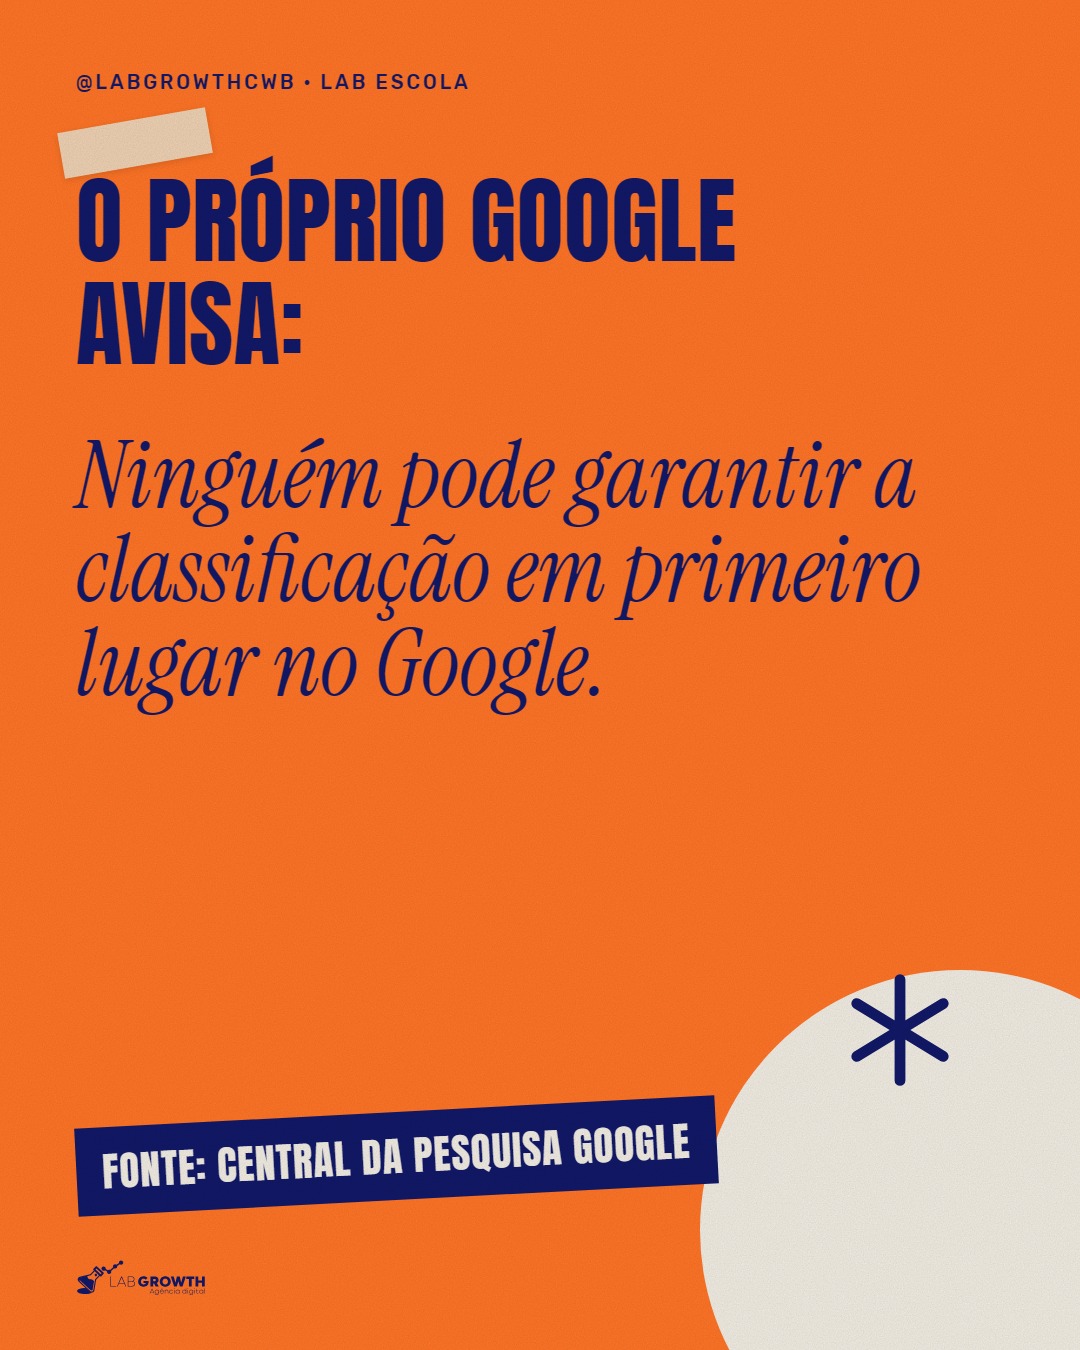 @LABGROWTHCWB • LAB ESCOLA
O PRÓPRIO GOOGLE
AVISA:
Ninguém pode garantir a
classificação em primeiro
lugar no Google.
FONTE: CENTRAL DA PESQUISA GOOGLE
LAB GROWTH
Agência digital